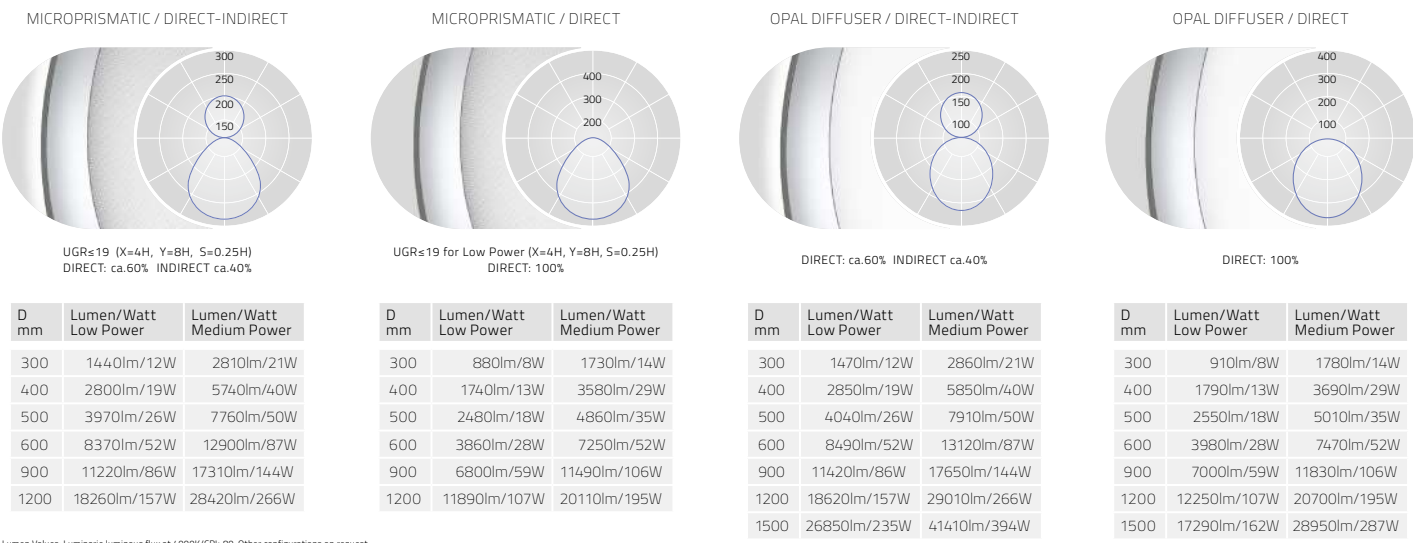 MICROPRISMATIC / DIRECT-INDIRECT
300
250
200
150
UGR≤19 (X=4H, Y=8H, S=0.25H)
DIRECT: ca.60% INDIRECT ca.40%
D mm Lumen/Watt Low Power Lumen/Watt Medium Power
300 1440lm/12W 2810lm/21W
400 2800lm/19W 5740lm/40W
500 3970lm/26W 7760lm/50W
600 8370lm/52W 12900lm/87W
900 11220lm/86W 17310lm/144W
1200 18260lm/157W 28420lm/266W
MICROPRISMATIC / DIRECT
400
300
200
UGR≤19 for Low Power (X=4H, Y=8H, S=0.25H)
DIRECT: 100%
D mm Lumen/Watt Low Power Lumen/Watt Medium Power
300 880lm/8W 1730lm/14W
400 1740lm/13W 3580lm/29W
500 2480lm/18W 4860lm/35W
600 3860lm/28W 7250lm/52W
900 6800lm/59W 11490lm/106W
1200 11890lm/107W 20110lm/195W
OPAL DIFFUSER / DIRECT-INDIRECT
250
200
150
100
DIRECT: ca.60% INDIRECT ca.40%
D mm Lumen/Watt Low Power Lumen/Watt Medium Power
300 1470lm/12W 2860lm/21W
400 2850lm/19W 5850lm/40W
500 4040lm/26W 7910lm/50W
600 8490lm/52W 13120lm/87W
900 11420lm/86W 17650lm/144W
1200 18620lm/157W 29010lm/266W
1500 26850lm/235W 41410lm/394W
OPAL DIFFUSER / DIRECT
400
300
200
100
DIRECT: 100%
D mm Lumen/Watt Low Power Lumen/Watt Medium Power
300 910lm/8W 1780lm/14W
400 1790lm/13W 3690lm/29W
500 2550lm/18W 5010lm/35W
600 3980lm/28W 7470lm/52W
900 7000lm/59W 11830lm/106W
1200 12250lm/107W 20700lm/195W
1500 17290lm/162W 28950lm/287W